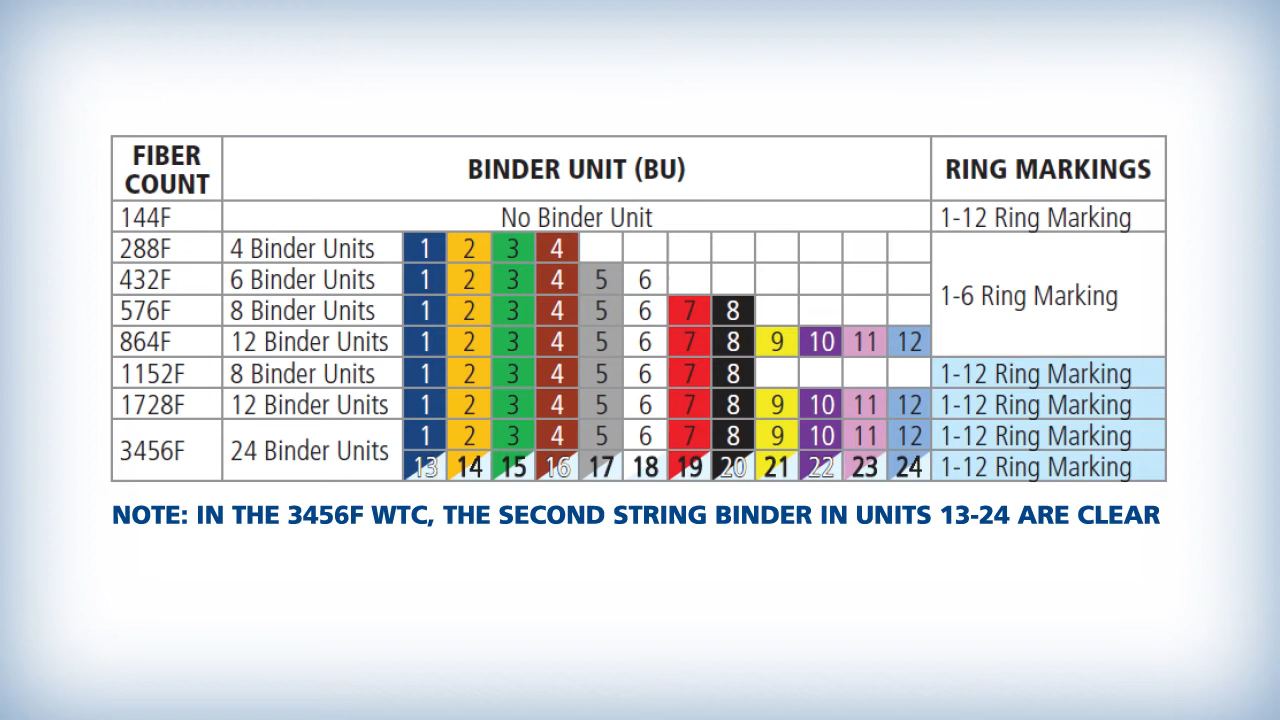 FIBER COUNT BINDER UNIT (BU) RING MARKINGS
144F No Binder Unit 1-12 Ring Marking
288F 4 Binder Units 1 2 3 4
432F 6 Binder Units 1 2 3 4 5 6
1-6 Ring Marking
576F 8 Binder Units 1 2 3 4 5 6 7 8
864F 12 Binder Units 1 2 3 4 5 6 7 8 9 10 11 12
1152F 8 Binder Units 1 2 3 4 5 6 7 8 1-12 Ring Marking
1728F 12 Binder Units 1 2 3 4 5 6 7 8 9 10 11 12 1-12 Ring Marking
3456F 24 Binder Units 1 2 3 4 5 6 7 8 9 10 11 12 1-12 Ring Marking
13 14 15 16 17 18 19 20 21 22 23 24 1-12 Ring Marking
NOTE: IN THE 3456F WTC, THE SECOND STRING BINDER IN UNITS 13-24 ARE CLEAR